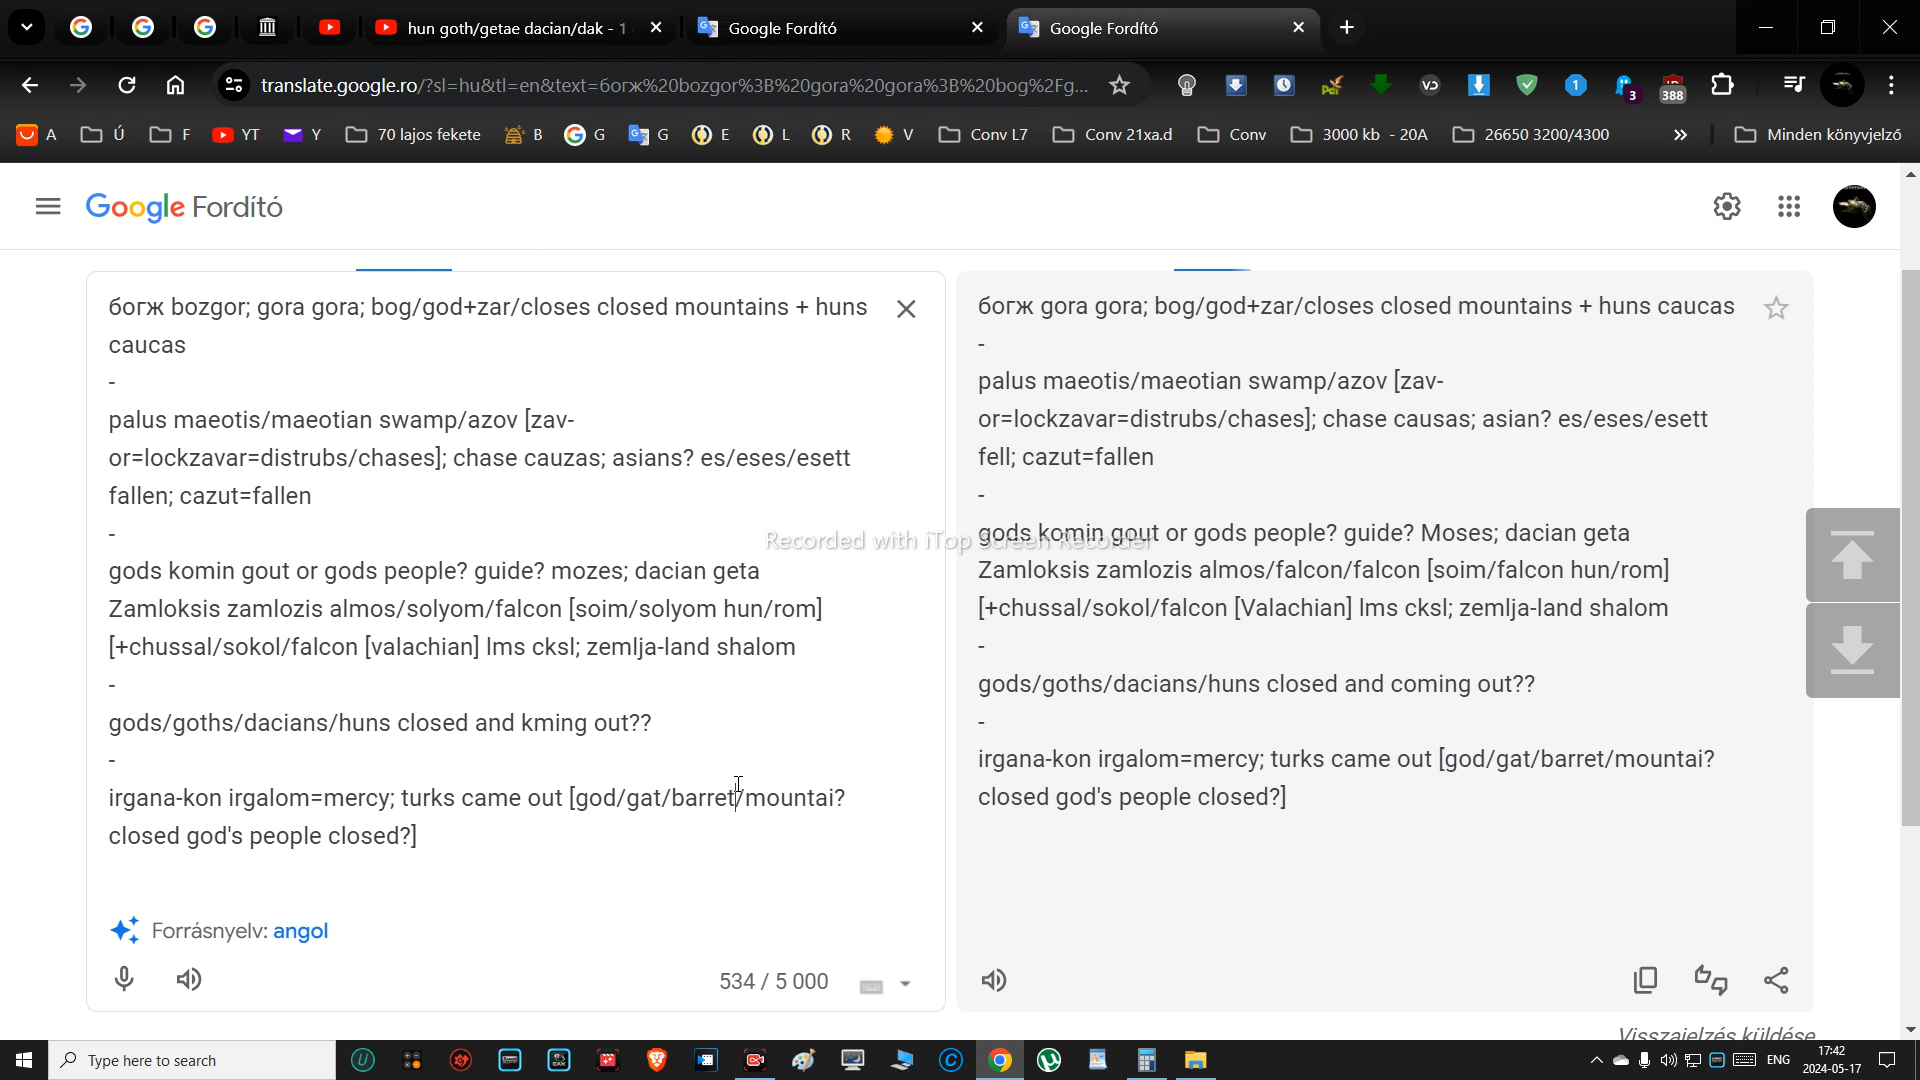 hun goth/getae dacian/dak - 1
Google Fordító
Google Fordító
translate.google.ro/?sl=hu&tl=en&text=богж%20bozgor%3B%20gora%20gora%3B%20bog%2Fg...
3
388
A
Ú
F
YT
Y
70 lajos fekete
B
G
G
E
L
R
V
Conv L7
Conv 21xa.d
Conv
3000 kb - 20A
26650 3200/4300
»
Minden könyvjelző
Google Fordító
богж bozgor; gora gora; bog/god+zar/closes closed mountains + huns
caucas
-
palus maeotis/maeotian swamp/azov [zav-
or=lockzavar=distrubs/chases]; chase cauzas; asians? es/eses/esett
fallen; cazut=fallen
-
gods komin gout or gods people? guide? mozes; dacian geta
Zamloksis zamlozis almos/solyom/falcon [soim/solyom hun/rom]
[+chussal/sokol/falcon [valachian] lms cksl; zemlja-land shalom
-
gods/goths/dacians/huns closed and kming out??
-
irgana-kon irgalom=mercy; turks came out [god/gat/barret/mountai?
closed god's people closed?]
Forrásnyelv: angol
534 / 5 000
богж gora gora; bog/god+zar/closes closed mountains + huns caucas
-
palus maeotis/maeotian swamp/azov [zav-
or=lockzavar=distrubs/chases]; chase causas; asian? es/eses/esett
fell; cazut=fallen
-
gods komin gout or gods people? guide? Moses; dacian geta
Zamloksis zamlozis almos/falcon/falcon [soim/falcon hun/rom]
[+chussal/sokol/falcon [Valachian] lms cksl; zemlja-land shalom
-
gods/goths/dacians/huns closed and coming out??
-
irgana-kon irgalom=mercy; turks came out [god/gat/barret/mountai?
closed god's people closed?]
Recorded with iTop Screen Recorder
Visszajelzés küldése
Type here to search
ENG
17:42
2024-05-17